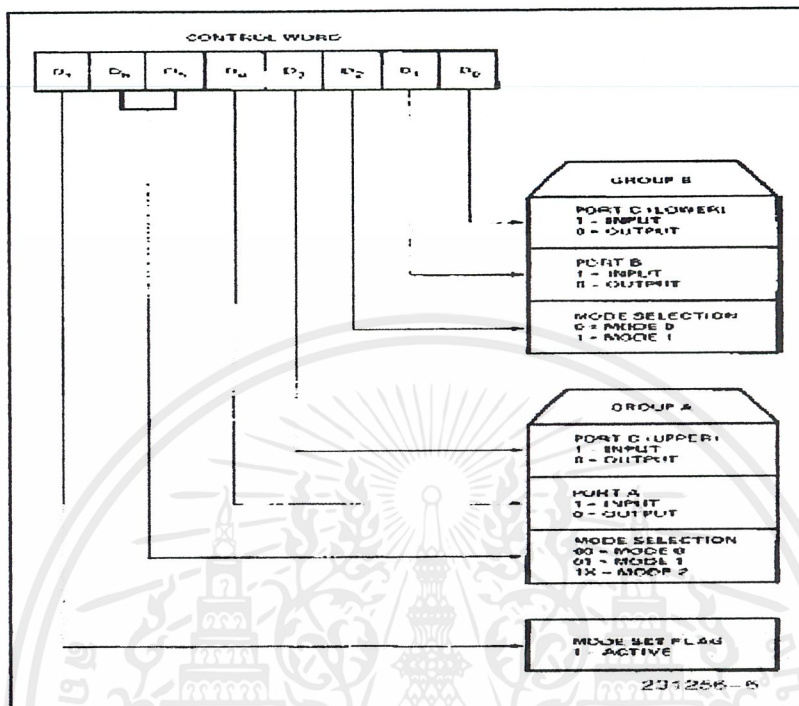 CONTROL WORD
D7 D6 D5 D4 D3 D2 D1 D0
GROUP B
PORT C (LOWER)
1 = INPUT
0 = OUTPUT
PORT B
1 = INPUT
0 = OUTPUT
MODE SELECTION
0 = MODE 0
1 = MODE 1
GROUP A
PORT C (UPPER)
1 = INPUT
0 = OUTPUT
PORT A
1 = INPUT
0 = OUTPUT
MODE SELECTION
00 = MODE 0
01 = MODE 1
1X = MODE 2
MODE SET FLAG
1 = ACTIVE
231256-6